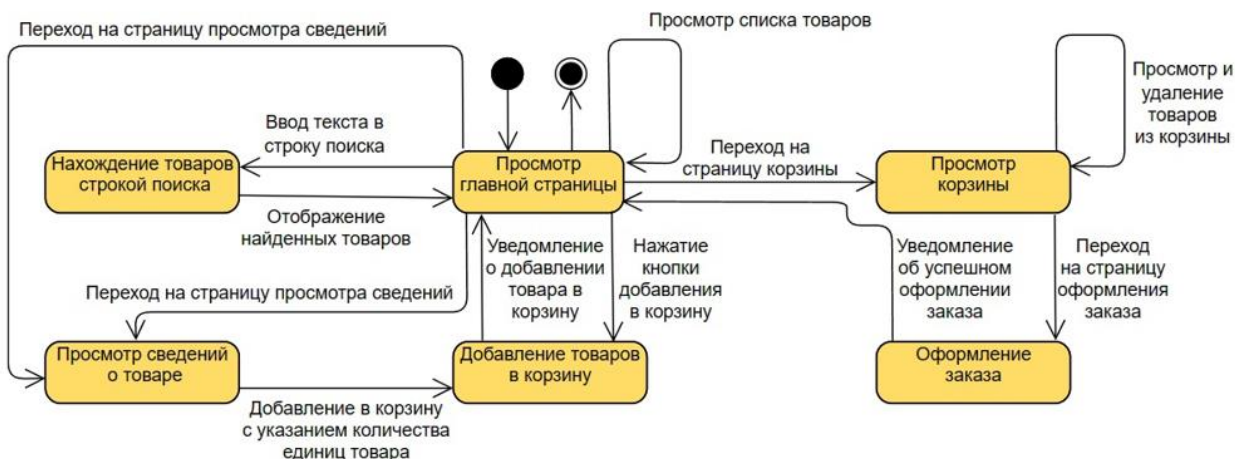 Переход на страницу просмотра сведений
Просмотр списка товаров
Просмотр и
удаление
товаров
из корзины
Ввод текста в
строку поиска
Нахождение товаров
строкой поиска
Просмотр
главной страницы
Переход на
страницу корзины
Просмотр
корзины
Отображение
найденных товаров
Уведомление
о добавлении
товара в
корзину
Нажатие
кнопки
добавления
в корзину
Уведомление
об успешном
оформлении
заказа
Переход
на страницу
оформления
заказа
Переход на страницу просмотра сведений
Просмотр сведений
о товаре
Добавление товаров
в корзину
Оформление
заказа
Добавление в корзину
с указанием количества
единиц товара